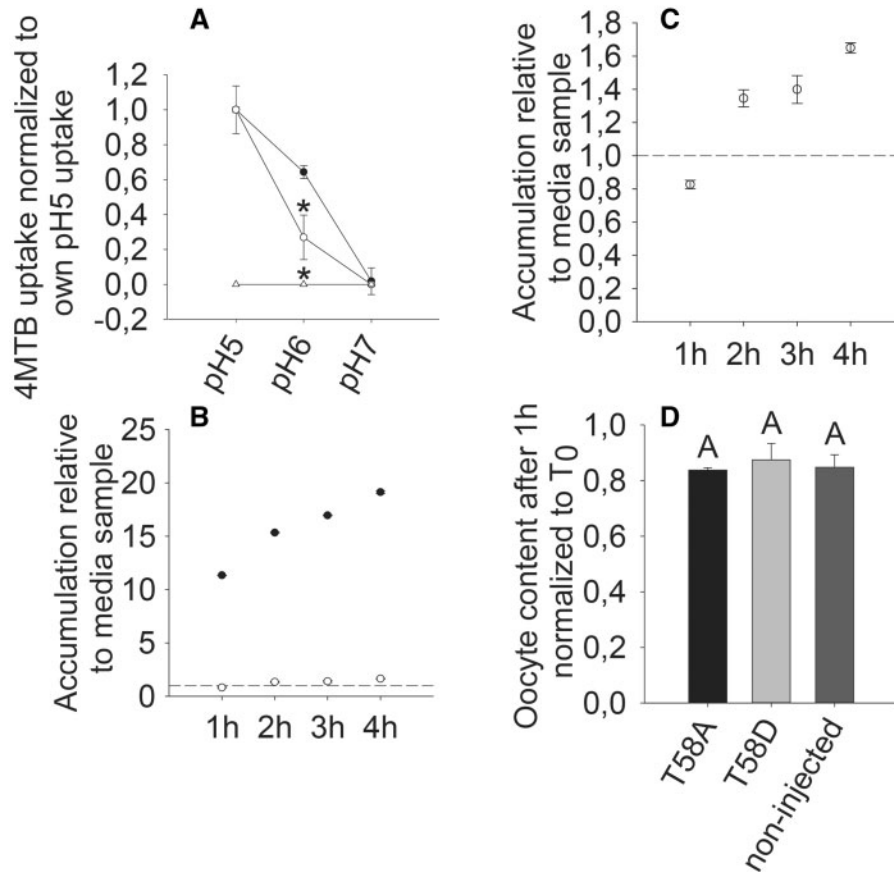 A
4MTB uptake normalized to
own pH5 uptake
1,2
1,0
0,8
0,6
0,4
0,2
0,0
-0,2
*
*
pH5
pH6
pH7
C
Accumulation relative
to media sample
1,8
1,6
1,4
1,2
1,0
0,8
0,6
0,4
0,2
0,0
1h 2h 3h 4h
B
Accumulation relative
to media sample
25
20
15
10
5
0
1h 2h 3h 4h
D
Oocyte content after 1h
normalized to T0
1,0
0,8
0,6
0,4
0,2
0,0
A A A
T58A
T58D
non-injected